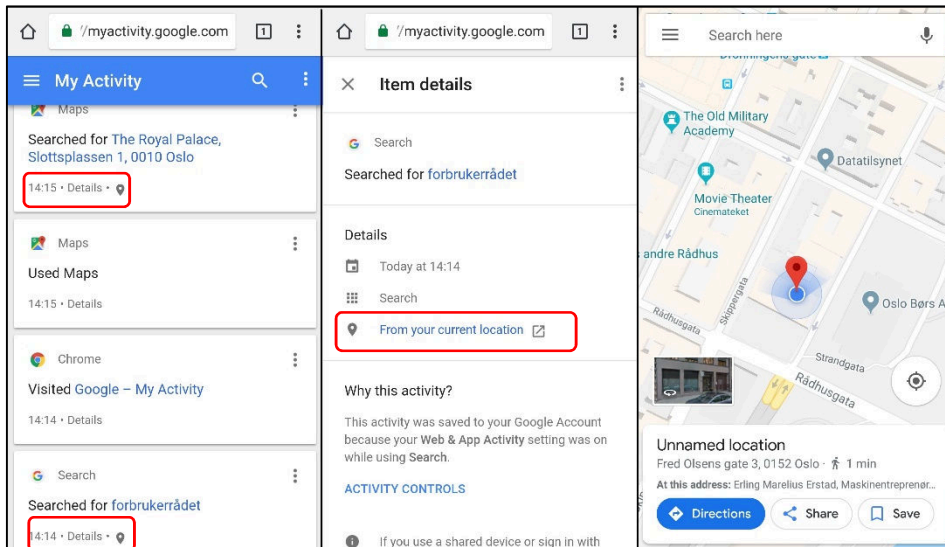 //myactivity.google.com
1
My Activity
Maps
Searched for The Royal Palace,
Slottsplassen 1, 0010 Oslo
14:15 • Details •
Maps
Used Maps
14:15 • Details
Chrome
Visited Google – My Activity
14:14 • Details
Search
Searched for forbrukerrådet
14:14 • Details •
//myactivity.google.com
1
Item details
Search
Searched for forbrukerrådet
Details
Today at 14:14
Search
From your current location
Why this activity?
This activity was saved to your Google Account
because your Web & App Activity setting was on
while using Search.
ACTIVITY CONTROLS
If you use a shared device or sign in with
Search here
Dronningens gate
The Old Military
Academy
Datatilsynet
Movie Theater
Cinemateket
andre Rådhus
Skippergata
Oslo Børs A
Rådhusgata
Strandgata
Rådhusgata
Unnamed location
Fred Olsens gate 3, 0152 Oslo · 1 min
At this address: Erling Marelius Erstad, Maskinentreprenør...
Directions
Share
Save